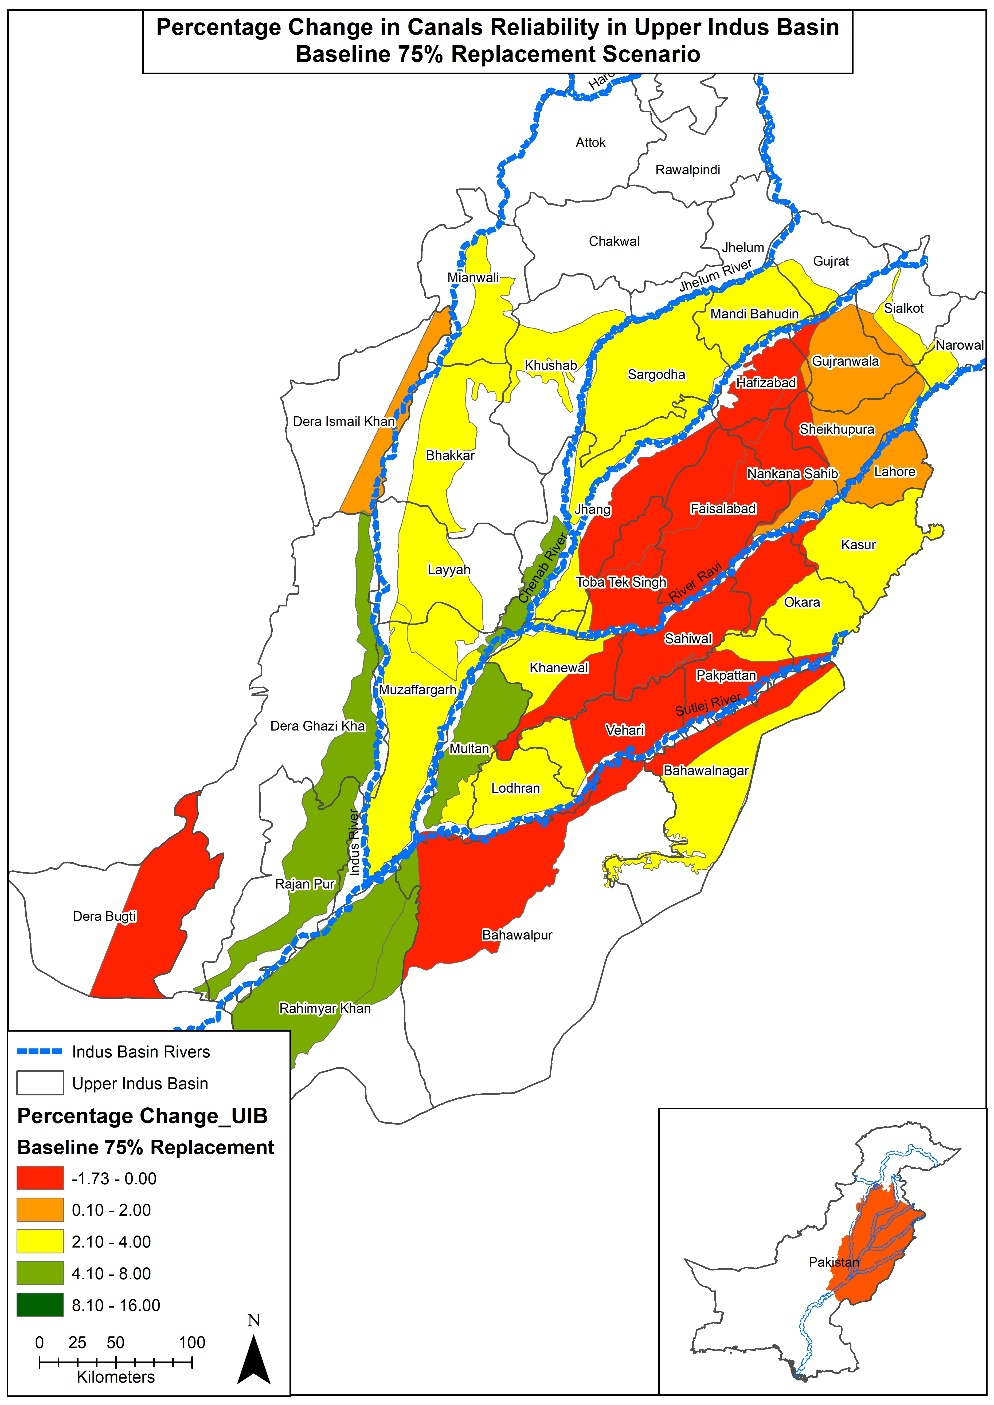 Percentage Change in Canals Reliability in Upper Indus Basin
Baseline 75% Replacement Scenario
Haro
Attok
Rawalpindi
Chakwal
Jhelum
Gujrat
Jhelum River
Mianwali
Mandi Bahudin
Sialkot
Narowal
Khushab
Sargodha
Hafizabad
Gujranwala
Dera Ismail Khan
Sheikhupura
Bhakkar
Nankana Sahib
Lahore
Jhang
Faisalabad
Kasur
Layyah
Chenab River
Toba Tek Singh
River Ravi
Okara
Sahiwal
Khanewal
Pakpattan
Muzaffargarh
Sutlej River
Dera Ghazi Kha
Multan
Vehari
Bahawalnagar
Lodhran
Indus River
Rajan Pur
Dera Bugti
Bahawalpur
Rahimyar Khan
Indus Basin Rivers
Upper Indus Basin
Percentage Change_UIB
Baseline 75% Replacement
-1.73 - 0.00
0.10 - 2.00
2.10 - 4.00
4.10 - 8.00
8.10 - 16.00
0 25 50 100
Kilometers
N
Pakistan